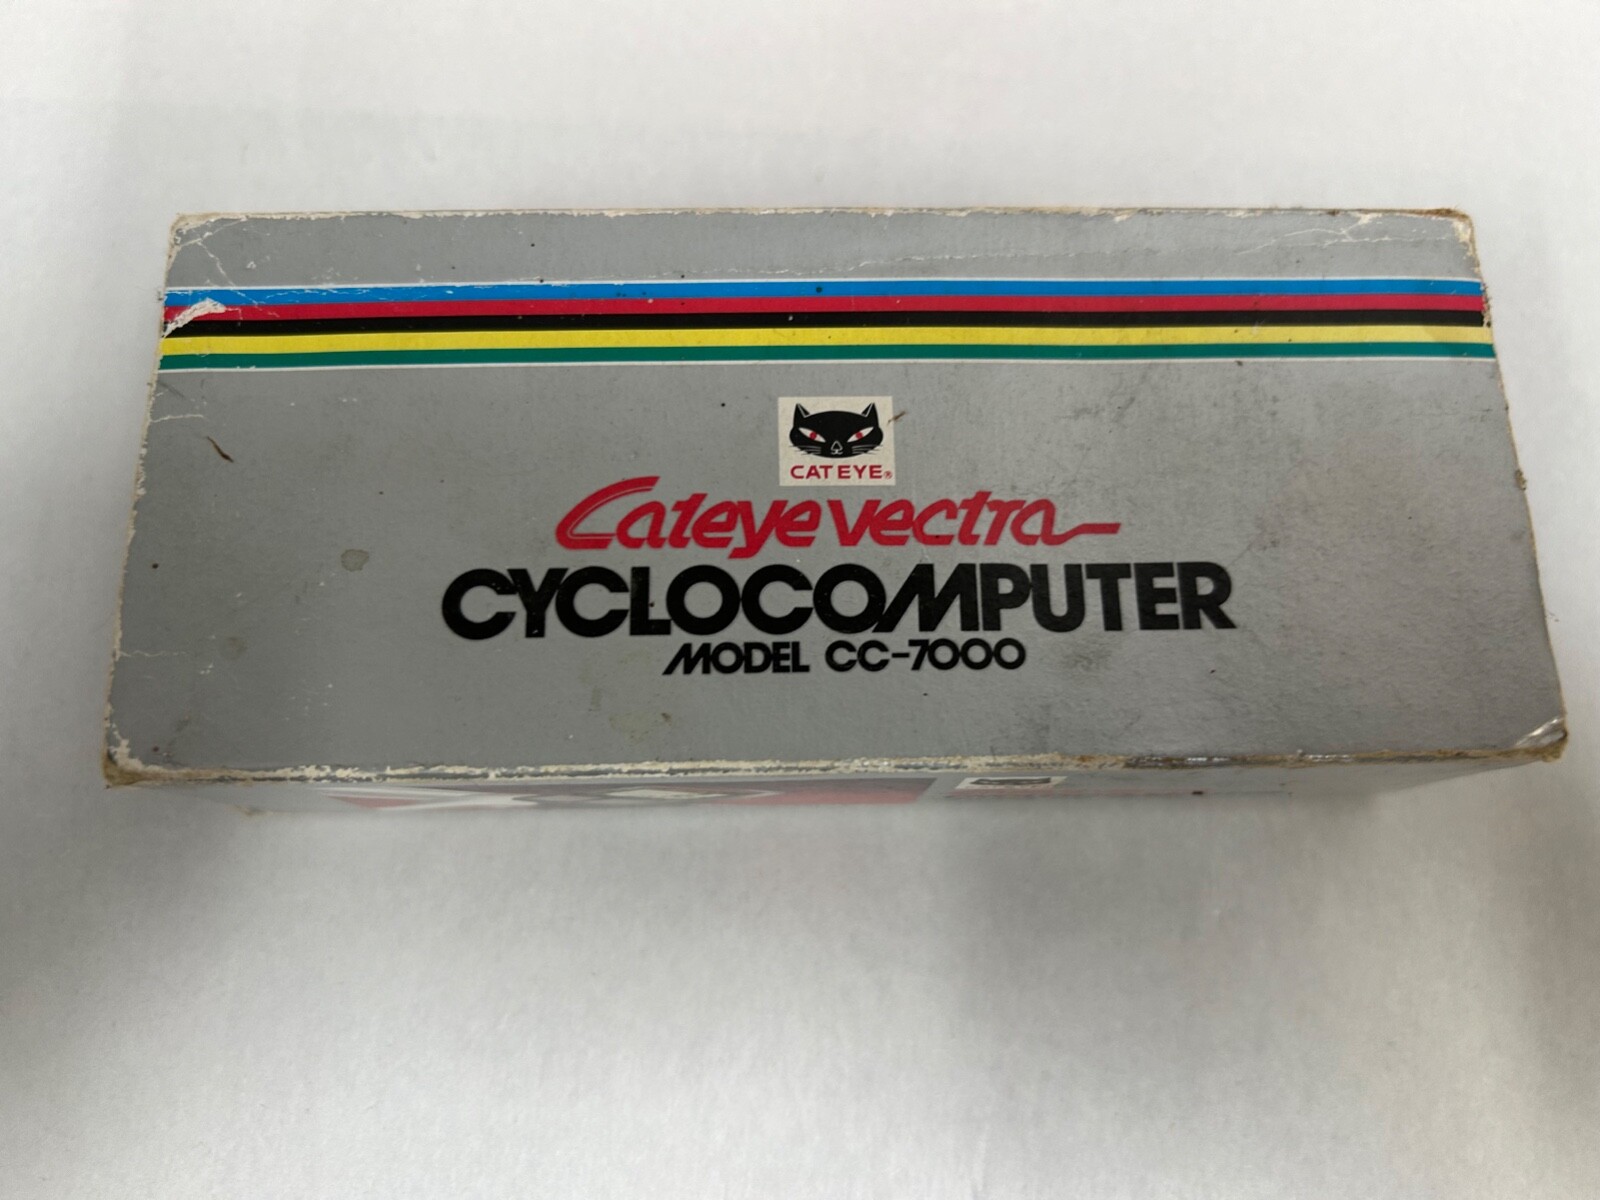 CATEYE®
Cateye vectra
CYCLOCOMPUTER
MODEL CC-7000